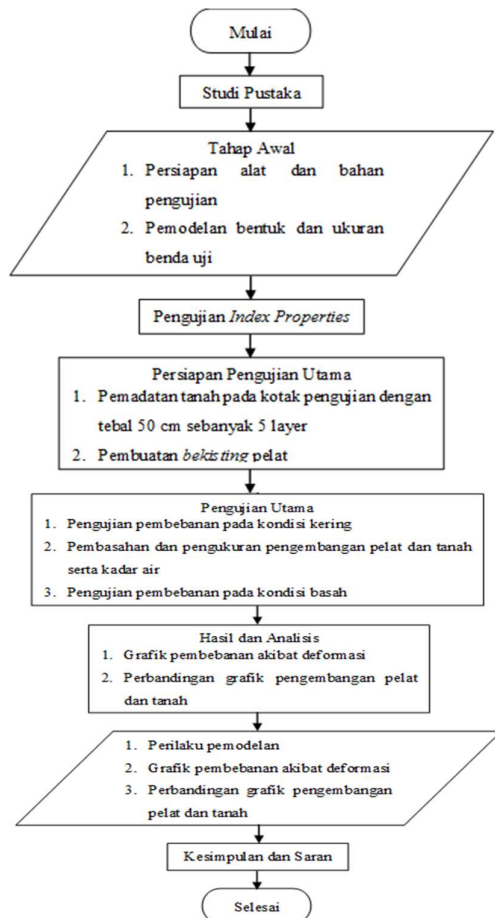 Mulai
Studi Pustaka
Tahap Awal
1. Persiapan alat dan bahan
pengujian
2. Pemodelan bentuk dan ukuran
benda uji
Pengujian Index Properties
Persiapan Pengujian Utama
1. Pemadatan tanah pada kotak pengujian dengan
tebal 50 cm sebanyak 5 layer
2. Pembuatan bekisting pelat
Pengujian Utama
1. Pengujian pembebanan pada kondisi kering
2. Pembasahan dan pengukuran pengembangan pelat dan tanah
serta kadar air
3. Pengujian pembebanan pada kondisi basah
Hasil dan Analisis
1. Grafik pembebanan akibat deformasi
2. Perbandingan grafik pengembangan pelat
dan tanah
1. Perilaku pemodelan
2. Grafik pembebanan akibat deformasi
3. Perbandingan grafik pengembangan
pelat dan tanah
Kesimpulan dan Saran
Selesai